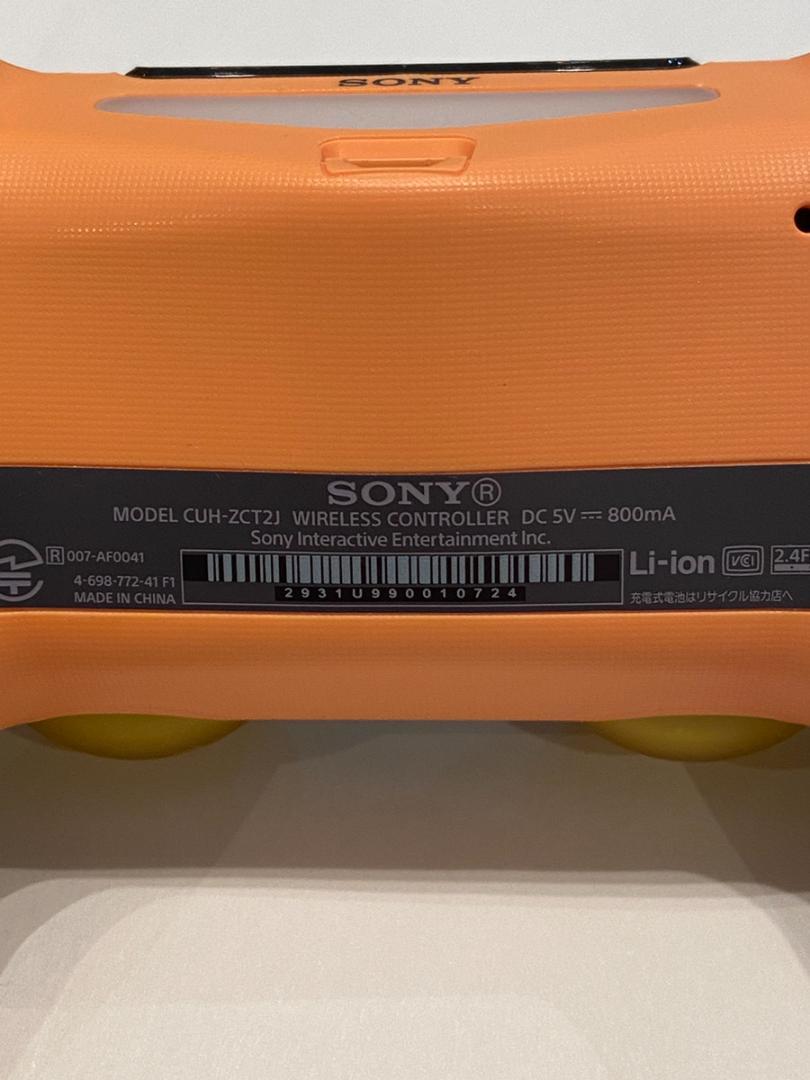 SONY
SONY®
MODEL CUH-ZCT2J WIRELESS CONTROLLER DC 5V ⎓ 800mA
Sony Interactive Entertainment Inc.
R 007-AF0041
4-698-772-41 F1
MADE IN CHINA
2931U990010724
Li-ion VCI 2.4F
充電式電池はリサイクル協力店へ